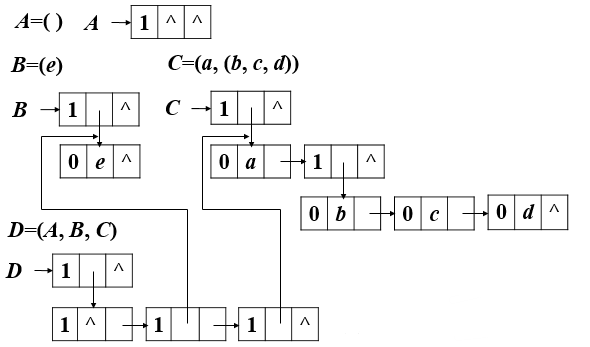 A=( ) A 1 ^ ^
B=(e) C=(a, (b, c, d))
B 1 ^ C 1 ^
0 e ^ 0 a 1 ^
0 b 0 c 0 d ^
D=(A, B, C)
D 1 ^
1 ^ 1 1 ^